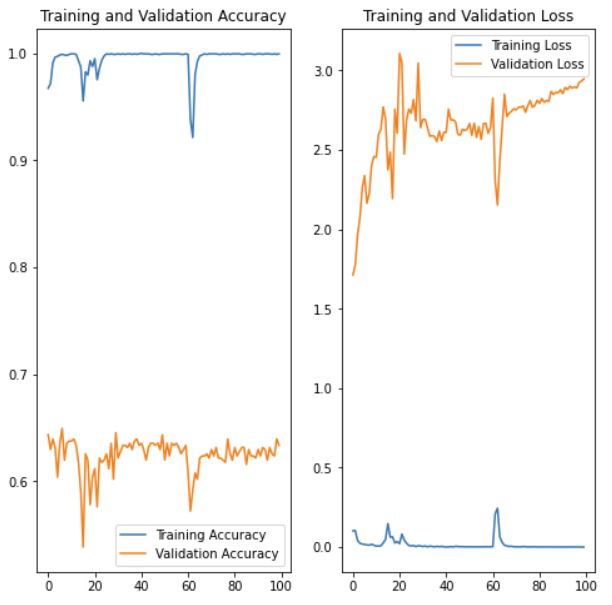 Training and Validation Accuracy
1.0
0.9
0.8
0.7
0.6
Training Accuracy
Validation Accuracy
0 20 40 60 80 100
Training and Validation Loss
Training Loss
Validation Loss
3.0
2.5
2.0
1.5
1.0
0.5
0.0
0 20 40 60 80 100